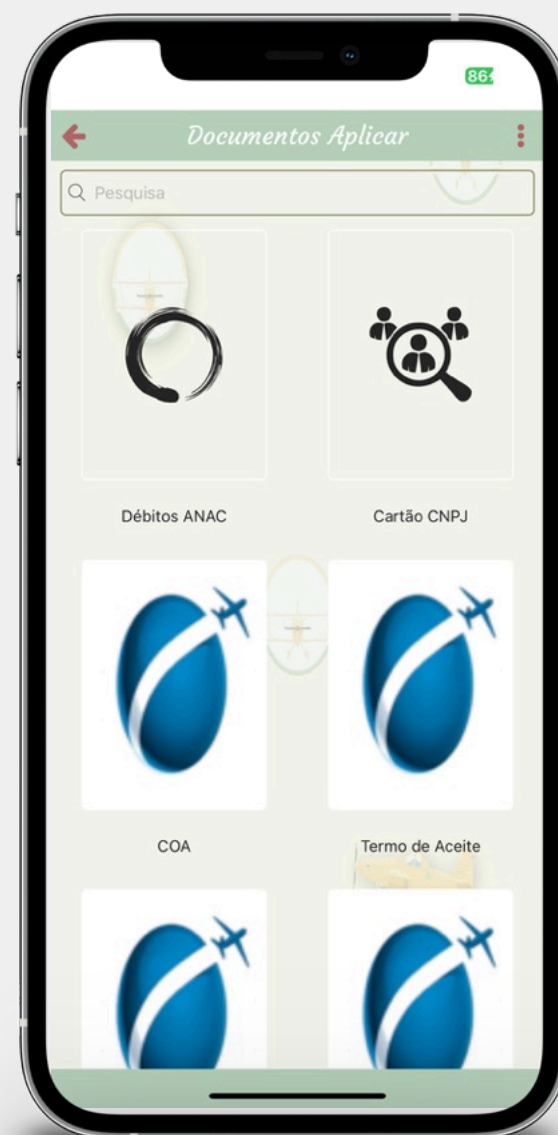 86
Documentos Aplicar
Pesquisa
Débitos ANAC
Cartão CNPJ
COA
Termo de Aceite